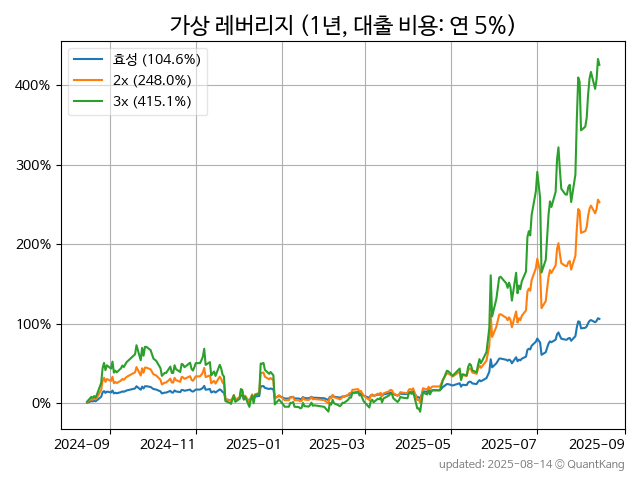 가상 레버리지 (1년, 대출 비용: 연 5%)
효성 (104.6%)
2x (248.0%)
3x (415.1%)
400%
300%
200%
100%
0%
2024-09 2024-11 2025-01 2025-03 2025-05 2025-07 2025-09
updated: 2025-08-14 © QuantKang